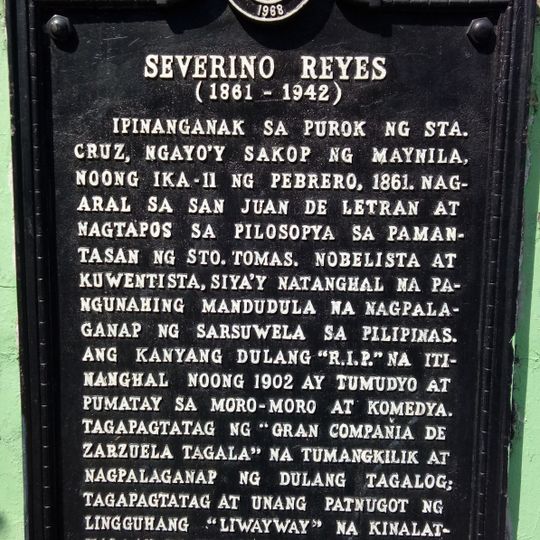 1968
SEVERINO REYES
(1861 - 1942)
IPINANGANAK SA PUROK NG STA.
CRUZ, NGAYO'Y SAKOP NG MAYNILA,
NOONG IKA-11 NG PEBRERO, 1861. NAG-
ARAL SA SAN JUAN DE LETRAN AT
NAGTAPOS SA PILOSOPYA SA PAMAN-
TASAN NG STO. TOMAS. NOBELISTA AT
KUWENTISTA, SIYA'Y NATANGHAL NA PA-
NGUNAHING MANDUDULA NA NAGPALA-
GANAP NG SARSUWELA SA PILIPINAS.
ANG KANYANG DULANG "R.I.P." NA ITI-
NANGHAL NOONG 1902 AY TUMUDYO AT
PUMATAY SA MORO-MORO AT KOMEDYA.
TAGAPAGTATAG NG "GRAN COMPAÑIA DE
ZARZUELA TAGALA" NA TUMANGKILIK AT
NAGPALAGANAP NG DULANG TAGALOG;
TAGAPAGTATAG AT UNANG PATNUGOT NG
LINGGUHANG "LIWAYWAY" NA KINALAT-